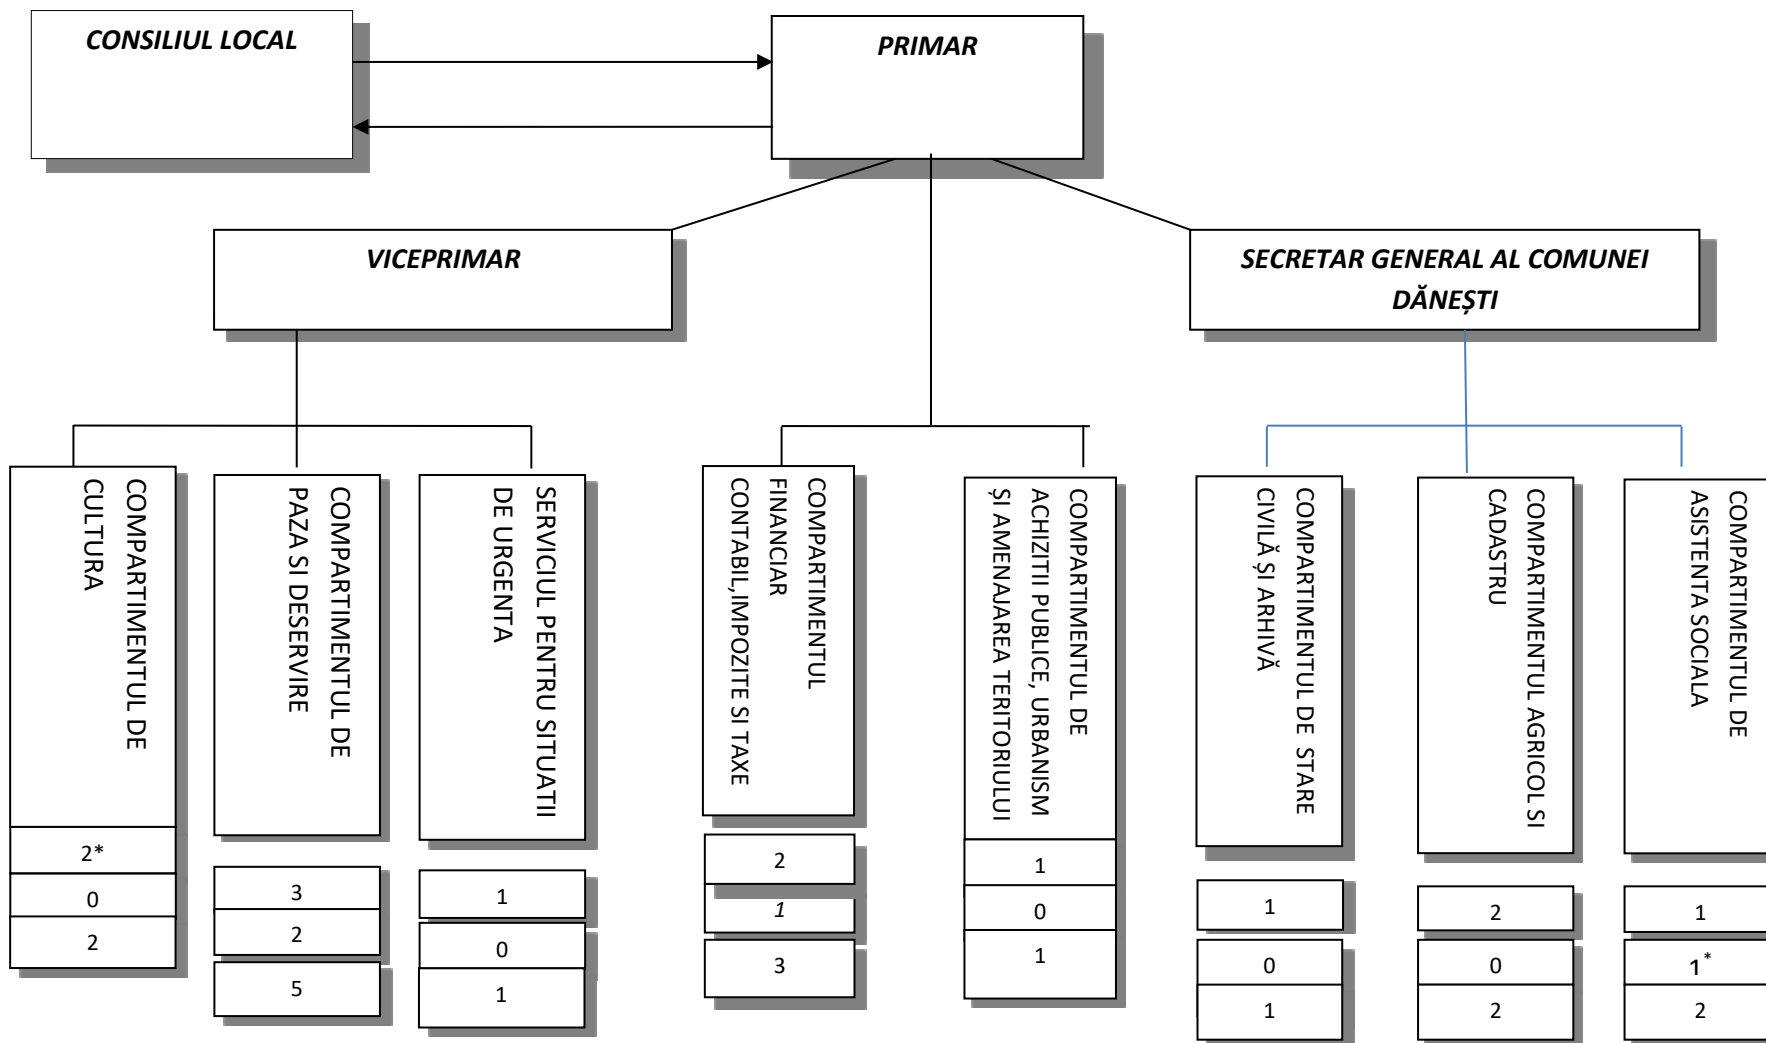 CONSILIUL LOCAL
PRIMAR
VICEPRIMAR
SECRETAR GENERAL AL COMUNEI
DĂNEȘTI
COMPARTIMENTUL DE
CULTURA
2*
0
2
COMPARTIMENTUL DE
PAZA SI DESERVIRE
3
2
5
SERVICIUL PENTRU SITUATII
DE URGENTA
1
0
1
COMPARTIMENTUL
FINANCIAR
CONTABIL,IMPOZITE SI TAXE
2
1
3
COMPARTIMENTUL DE
ACHIZITII PUBLICE, URBANISM
ȘI AMENAJAREA TERITORIULUI
1
0
1
COMPARTIMENTUL DE STARE
CIVILĂ ȘI ARHIVĂ
1
0
1
COMPARTIMENTUL AGRICOL SI
CADASTRU
2
0
2
COMPARTIMENTUL DE
ASISTENTA SOCIALA
1
1*
2